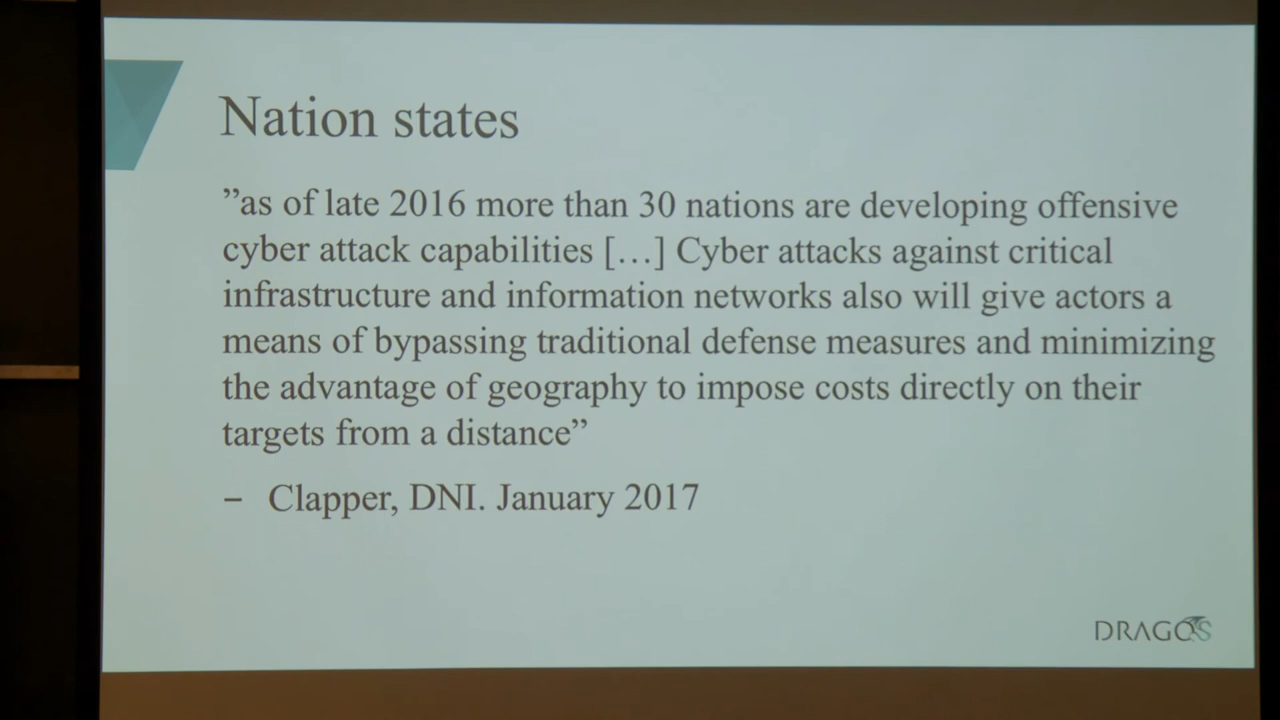 Nation states
”as of late 2016 more than 30 nations are developing offensive
cyber attack capabilities […] Cyber attacks against critical
infrastructure and information networks also will give actors a
means of bypassing traditional defense measures and minimizing
the advantage of geography to impose costs directly on their
targets from a distance”
– Clapper, DNI. January 2017
DRAGOS